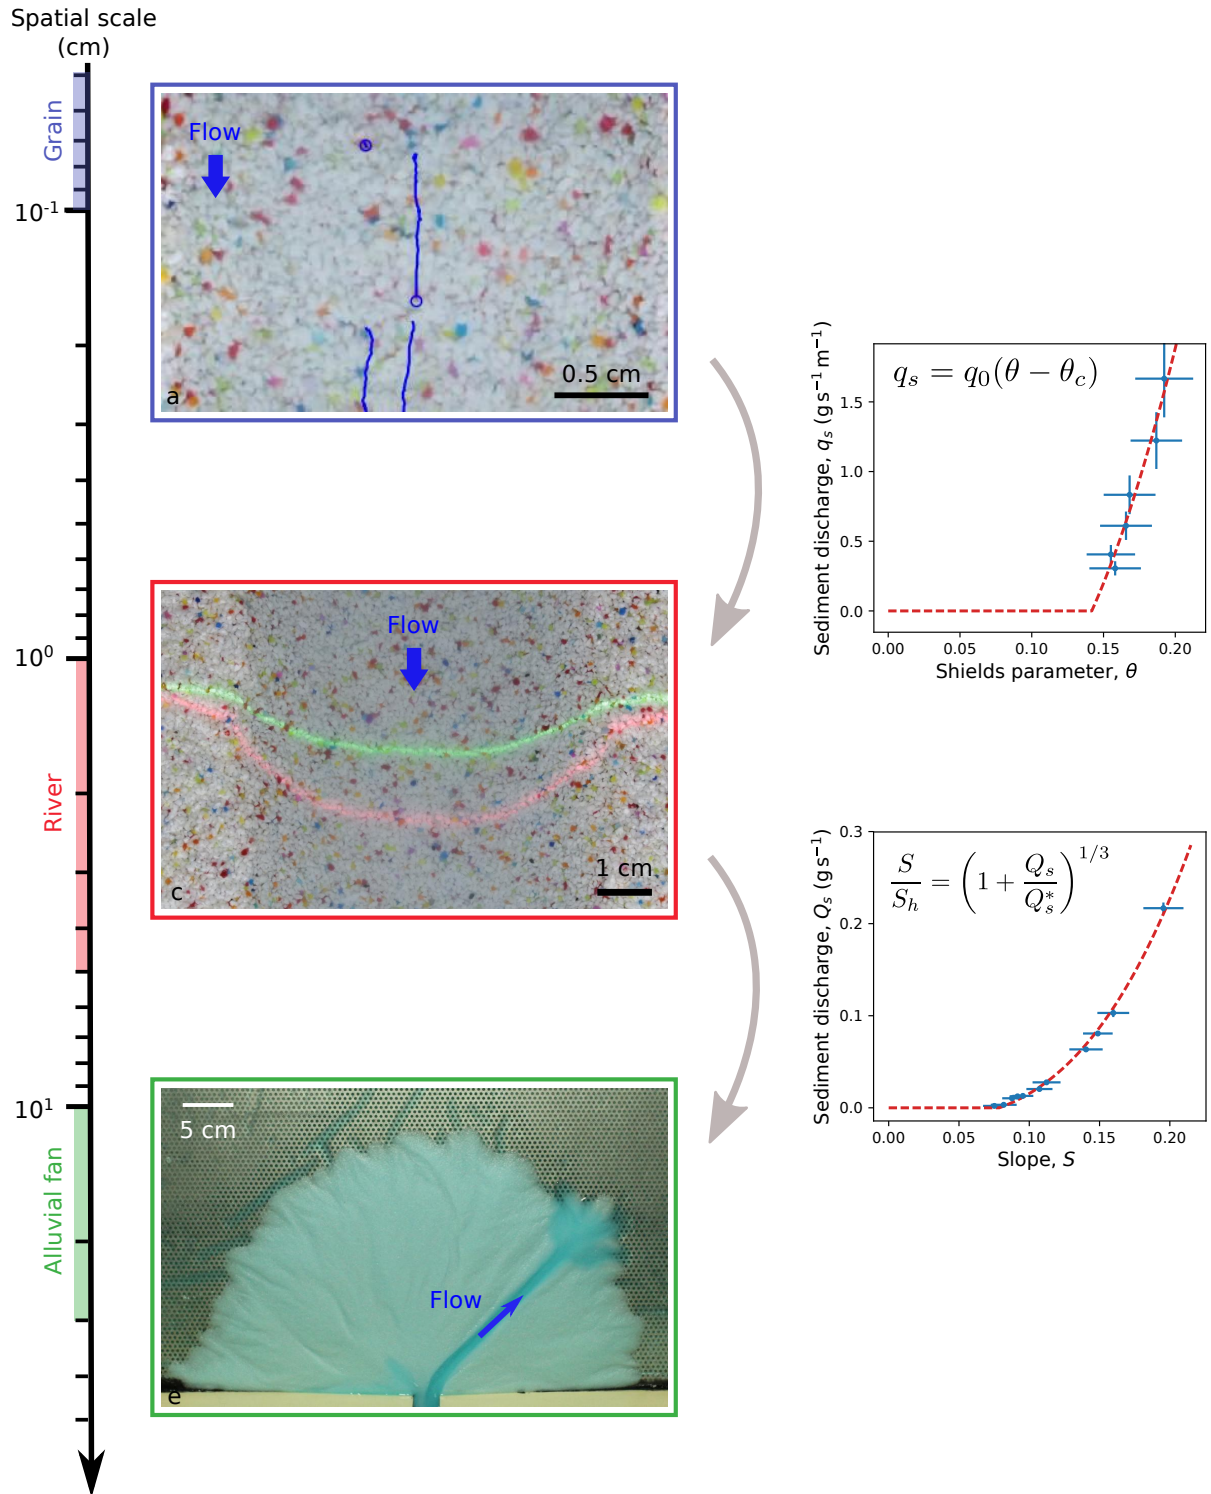 Spatial scale
(cm)
Grain
10⁻¹
10⁰
River
10¹
Alluvial fan
Flow
0.5 cm
a
Flow
1 cm
c
5 cm
Flow
e
q_s = q_0(θ − θ_c)
Sediment discharge, q_s (g s⁻¹ m⁻¹)
1.5
1.0
0.5
0.0
0.00 0.05 0.10 0.15 0.20
Shields parameter, θ
S/S_h = (1 + Q_s/Q_s^*)^{1/3}
Sediment discharge, Q_s (g s⁻¹)
0.3
0.2
0.1
0.0
0.00 0.05 0.10 0.15 0.20
Slope, S